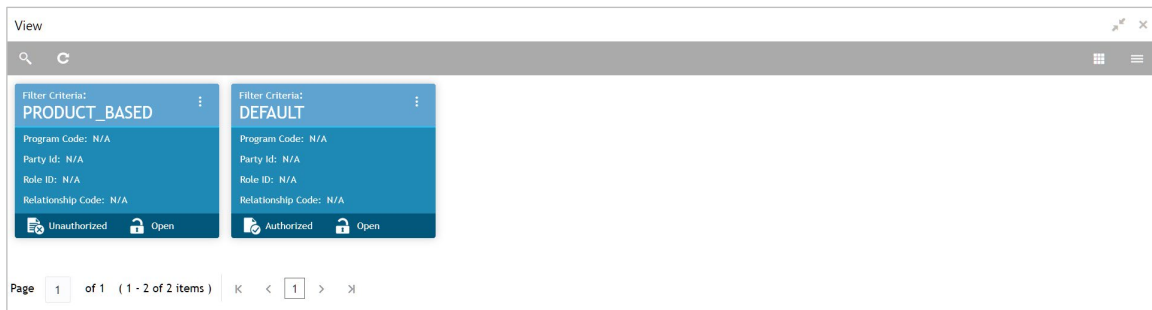 View
Filter Criteria:
PRODUCT_BASED
Program Code: N/A
Party Id: N/A
Role ID: N/A
Relationship Code: N/A
Unauthorized Open
Filter Criteria:
DEFAULT
Program Code: N/A
Party Id: N/A
Role ID: N/A
Relationship Code: N/A
Authorized Open
Page 1 of 1 ( 1 - 2 of 2 items ) 1